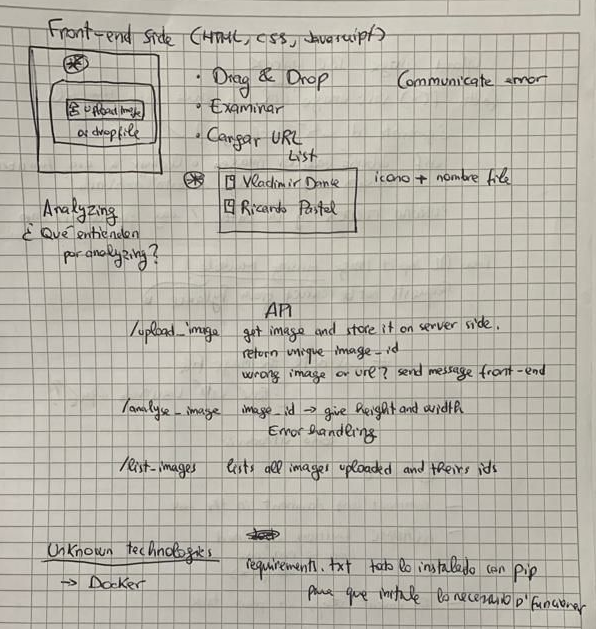 Front-end side (HTML, CSS, Javascript)
upload image
or drop file
• Drag & Drop
• Examinar
• Cargar URL
Communicate error
List
Vladimir
Ricardo
icono + nombre file
Analyzing
¿Qué entienden
por analyzing?
API
/upload_image get image and store it on server side.
return unique image_id
wrong image or url? send message front-end
/analyse_image image_id → give height and width
Error handling
/list_images lists all images uploaded and theirs ids
Unknown technologies
→ Docker
requirements.txt todo lo instalado con pip
para que instale lo necesario p' funcionar